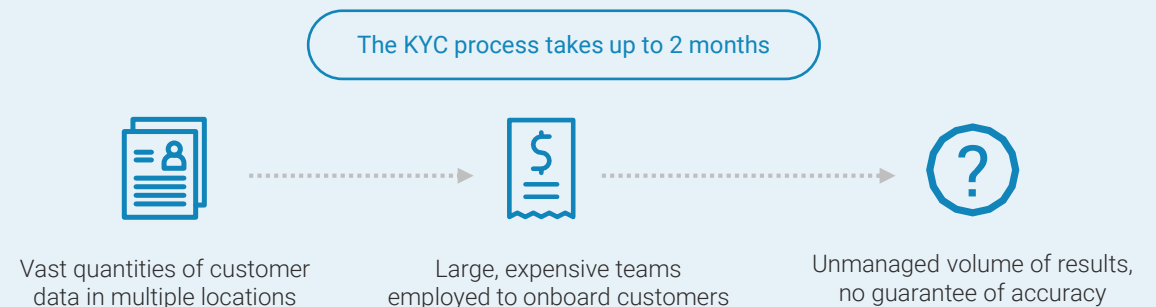 The KYC process takes up to 2 months
$
?
Vast quantities of customer
data in multiple locations
Large, expensive teams
employed to onboard customers
Unmanaged volume of results,
no guarantee of accuracy